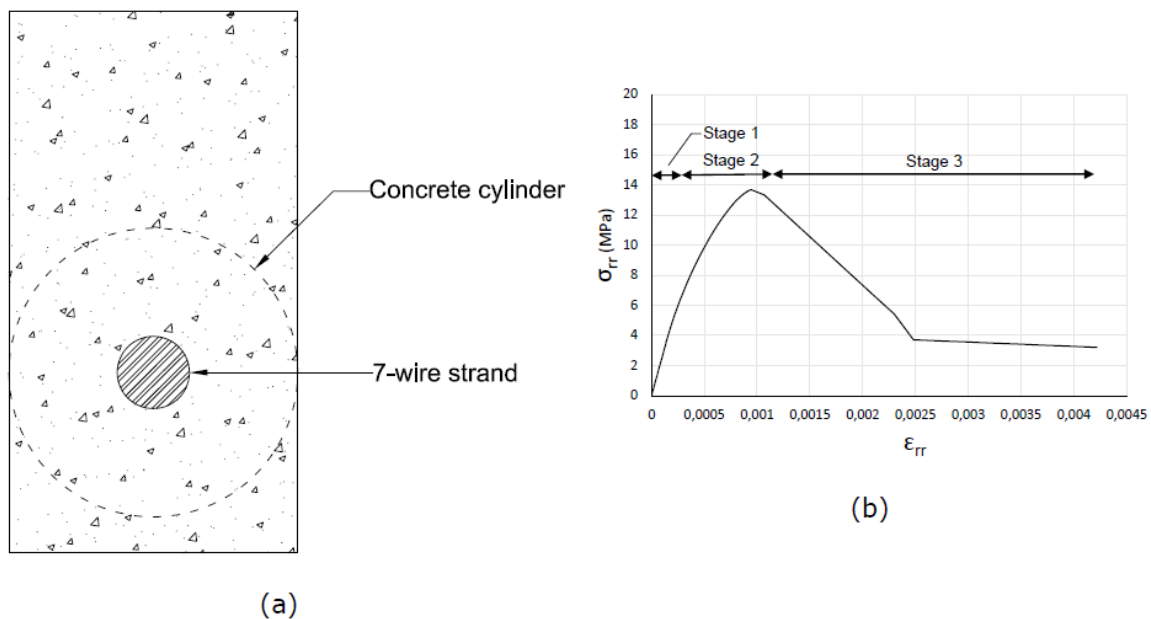 Concrete cylinder
7-wire strand
(a)
20
18
16
14
12
10
8
6
4
2
0
σrr (MPa)
Stage 1
Stage 2
Stage 3
0 0,0005 0,001 0,0015 0,002 0,0025 0,003 0,0035 0,004 0,0045
εrr
(b)